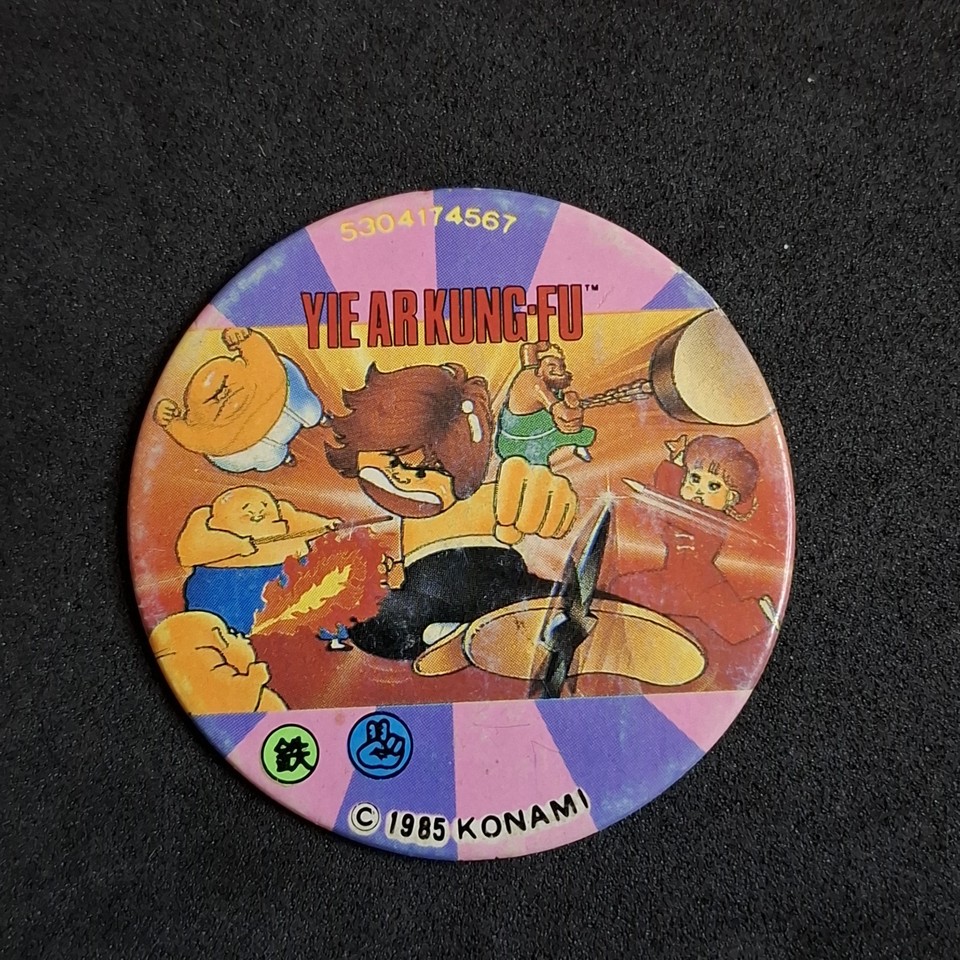 5304174567
YIE AR KUNG·FU™
鉄
© 1985 KONAMI